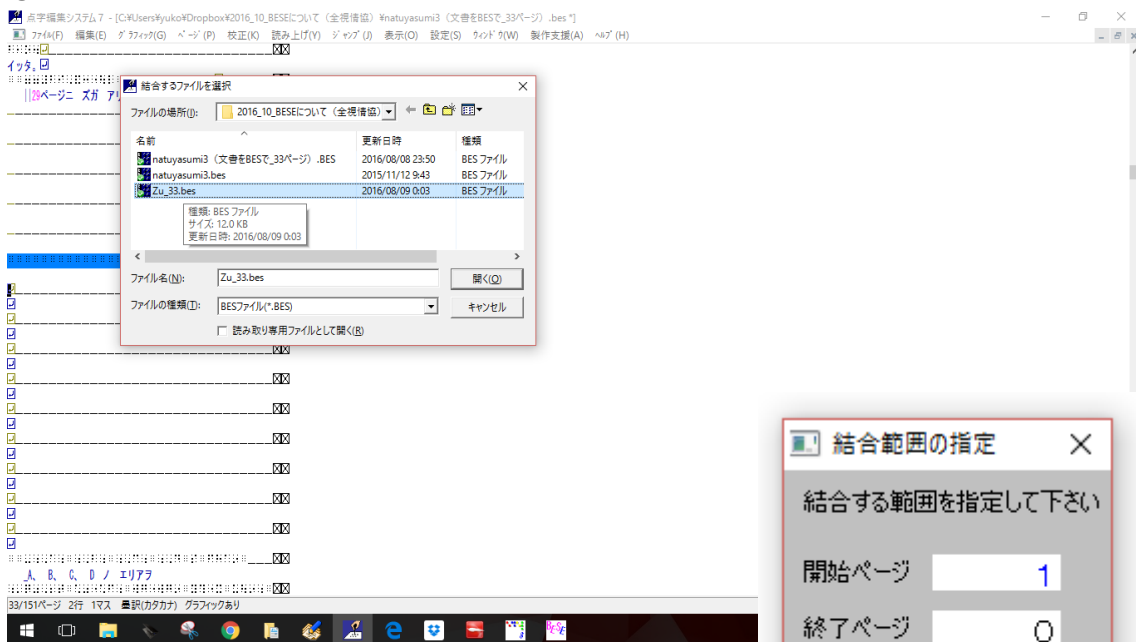 点字編集システム7 - [C:¥Users¥yuko¥Dropbox¥2016_10_BESEについて（全視情協）¥natuyasumi3（文書をBESで_33ページ）.bes *]
ファイル(F) 編集(E) グラフィック(G) ページ(P) 校正(K) 読み上げ(Y) ジャンプ(J) 表示(O) 設定(S) ウィンドウ(W) 製作支援(A) ヘルプ(H)
イッタ。
29ページニ ズガ アリ
結合するファイルを選択
ファイルの場所(I): 2016_10_BESEについて（全視情協）
名前 更新日時 種類
natuyasumi3（文書をBESで_33ページ）.BES 2016/08/08 23:50 BES ファイル
natuyasumi3.bes 2015/11/12 9:43 BES ファイル
Zu_33.bes 2016/08/09 0:03 BES ファイル
種類: BES ファイル
サイズ: 12.0 KB
更新日時: 2016/08/09 0:03
ファイル名(N): Zu_33.bes 開く(O)
ファイルの種類(T): BESファイル(*.BES) キャンセル
読み取り専用ファイルとして開く(R)
A、 B、 C、 D ノ エリアヲ
33/151ページ 2行 1マス 墨訳(カタカナ) グラフィックあり
結合範囲の指定
結合する範囲を指定して下さい
開始ページ 1
終了ページ 0